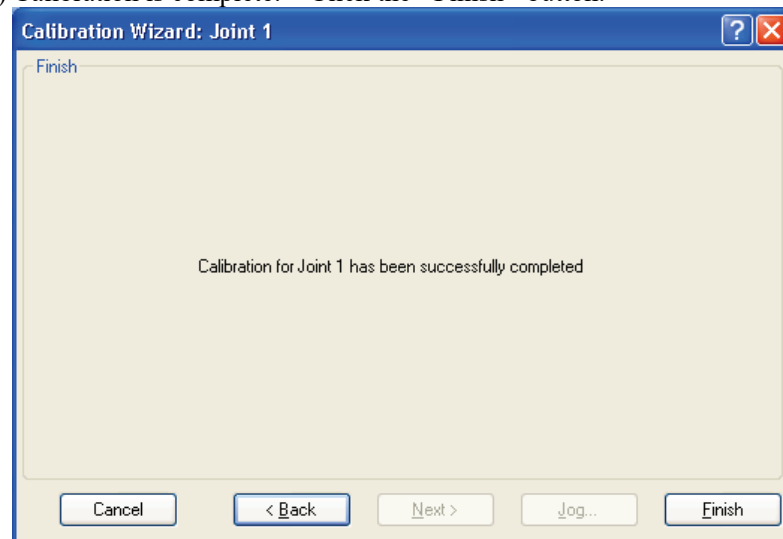 Calibration Wizard: Joint 1
Finish
Calibration for Joint 1 has been successfully completed
Cancel < Back Next > Jog... Finish